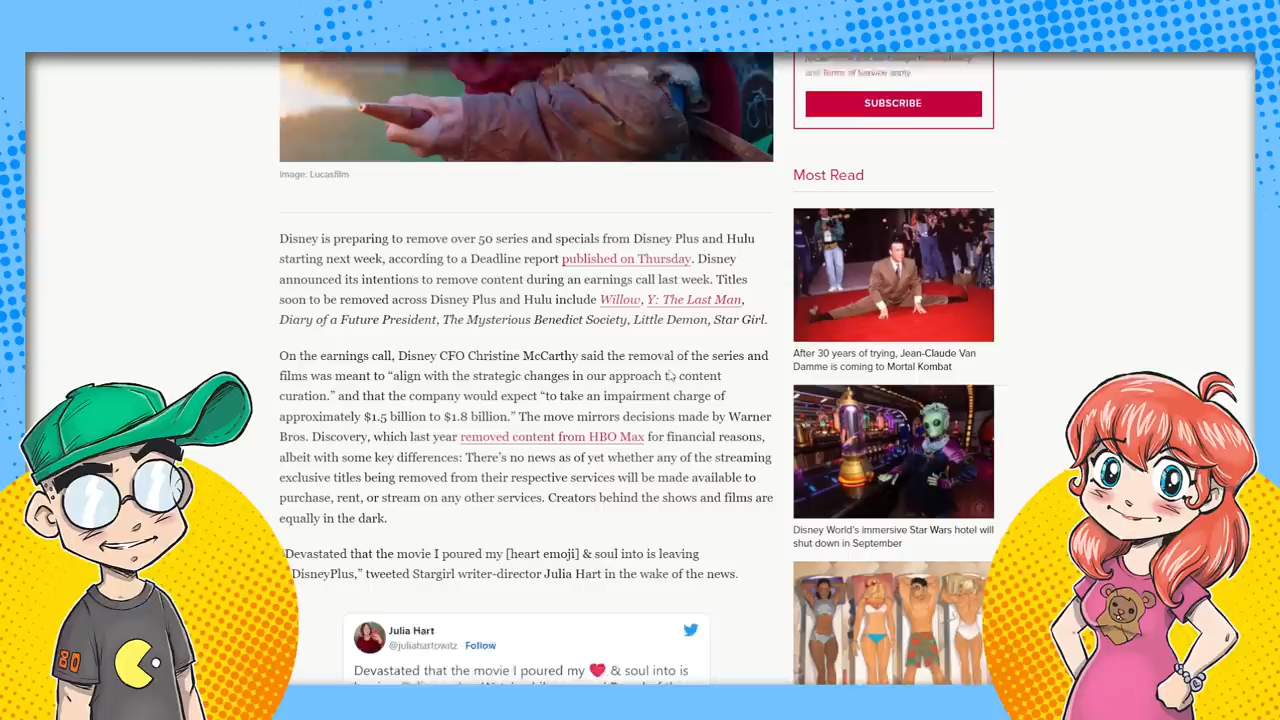 and Terms of Service apply.
SUBSCRIBE
Image: Lucasfilm
Most Read
Disney is preparing to remove over 50 series and specials from Disney Plus and Hulu
starting next week, according to a Deadline report published on Thursday. Disney
announced its intentions to remove content during an earnings call last week. Titles
soon to be removed across Disney Plus and Hulu include Willow, Y: The Last Man,
Diary of a Future President, The Mysterious Benedict Society, Little Demon, Star Girl.
On the earnings call, Disney CFO Christine McCarthy said the removal of the series and
films was meant to “align with the strategic changes in our approach to content
curation.” and that the company would expect “to take an impairment charge of
approximately $1.5 billion to $1.8 billion.” The move mirrors decisions made by Warner
Bros. Discovery, which last year removed content from HBO Max for financial reasons,
albeit with some key differences: There's no news as of yet whether any of the streaming
exclusive titles being removed from their respective services will be made available to
purchase, rent, or stream on any other services. Creators behind the shows and films are
equally in the dark.
Devastated that the movie I poured my [heart emoji] & soul into is leaving
DisneyPlus,” tweeted Stargirl writer-director Julia Hart in the wake of the news.
After 30 years of trying, Jean-Claude Van
Damme is coming to Mortal Kombat
Disney World's immersive Star Wars hotel will
shut down in September
Julia Hart
@juliahartowitz Follow
Devastated that the movie I poured my ❤️ & soul is
80